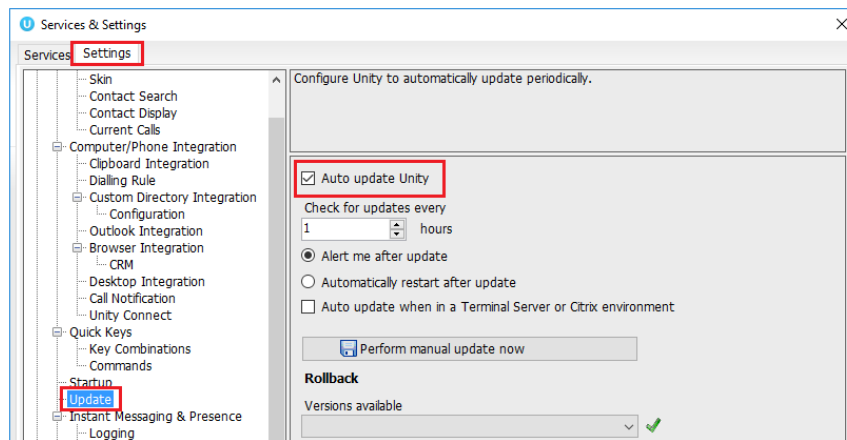 Services & Settings
Services
Settings
Skin
Contact Search
Contact Display
Current Calls
Computer/Phone Integration
Clipboard Integration
Dialling Rule
Custom Directory Integration
Configuration
Outlook Integration
Browser Integration
CRM
Desktop Integration
Call Notification
Unity Connect
Quick Keys
Key Combinations
Commands
Startup
Update
Instant Messaging & Presence
Logging
Configure Unity to automatically update periodically.
Auto update Unity
Check for updates every
1 hours
Alert me after update
Automatically restart after update
Auto update when in a Terminal Server or Citrix environment
Perform manual update now
Rollback
Versions available